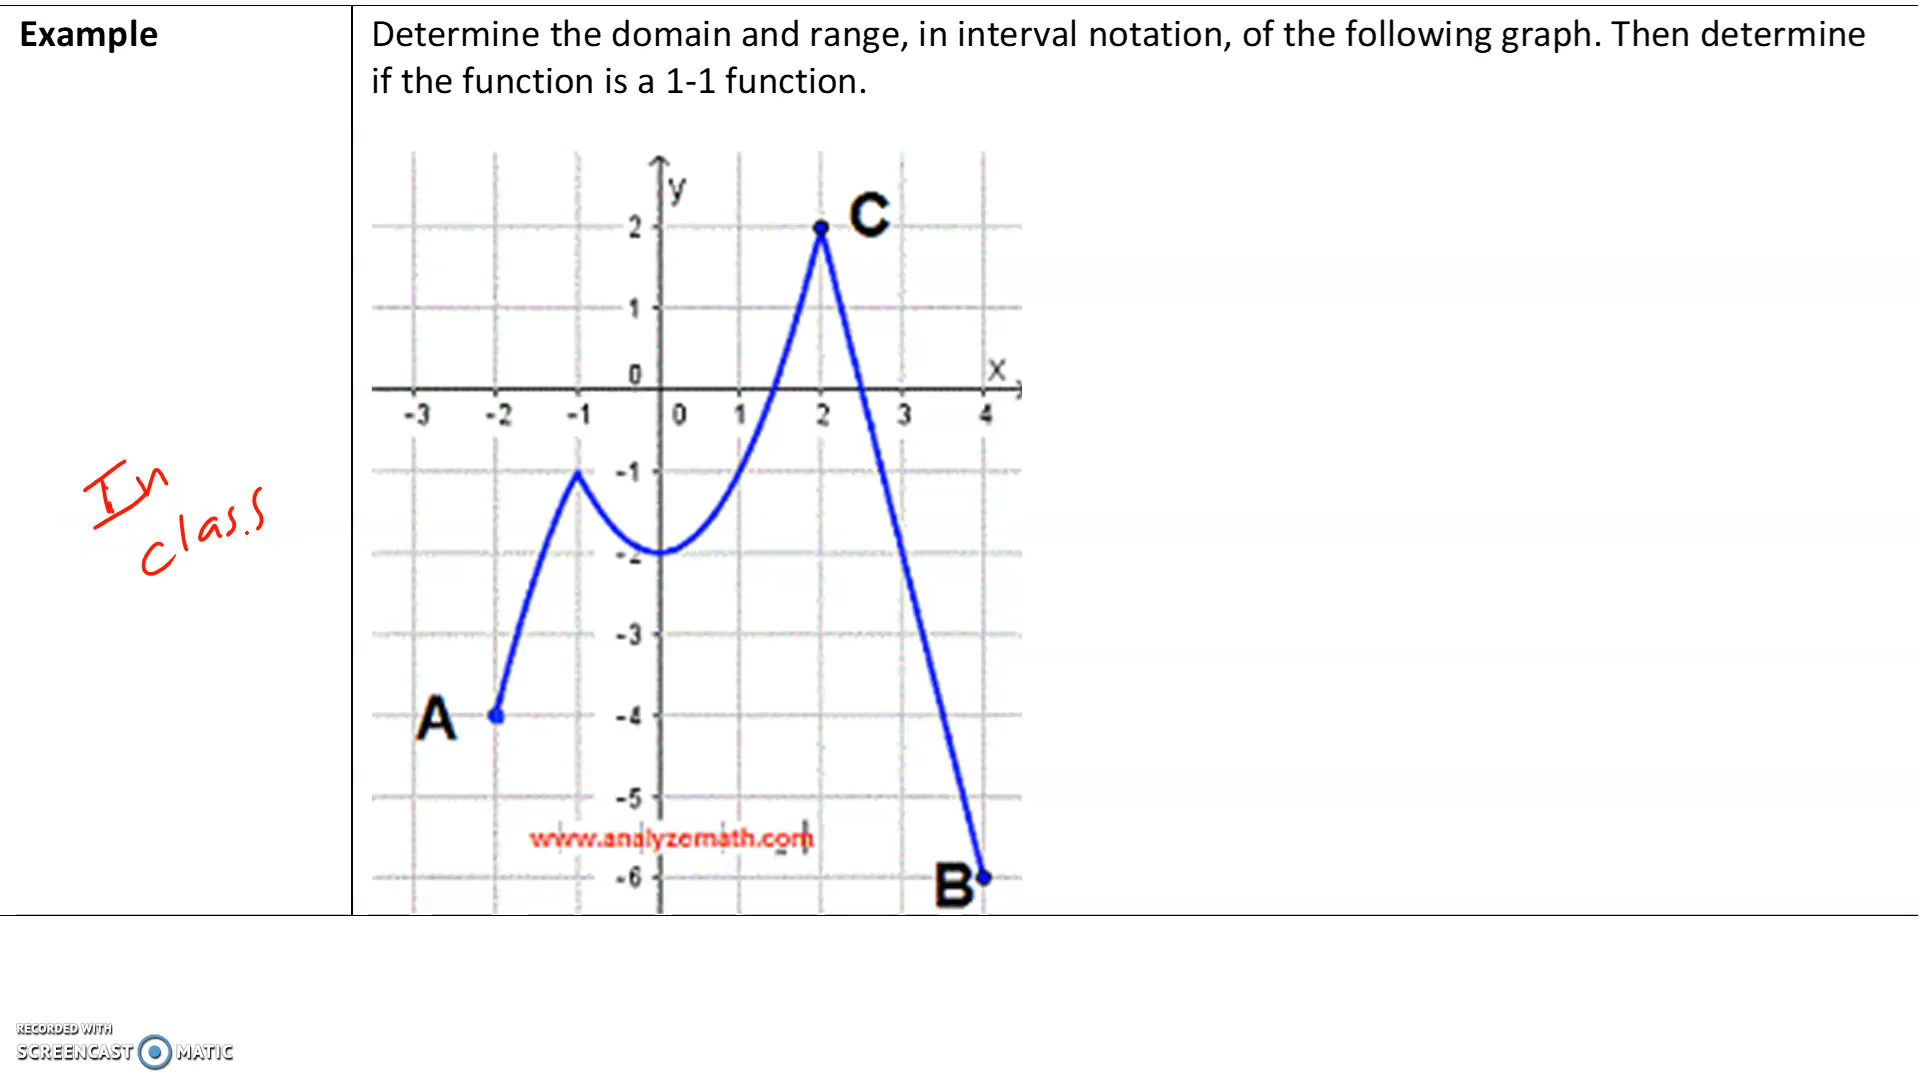 Example
Determine the domain and range, in interval notation, of the following graph. Then determine
if the function is a 1-1 function.
y
C
2
1
0
x
-3 -2 -1 0 1 2 3 4
-1
In
class
-2
-3
A
-4
-5
www.analyzemath.com
-6
B
RECORDED WITH
SCREENCAST MATIC